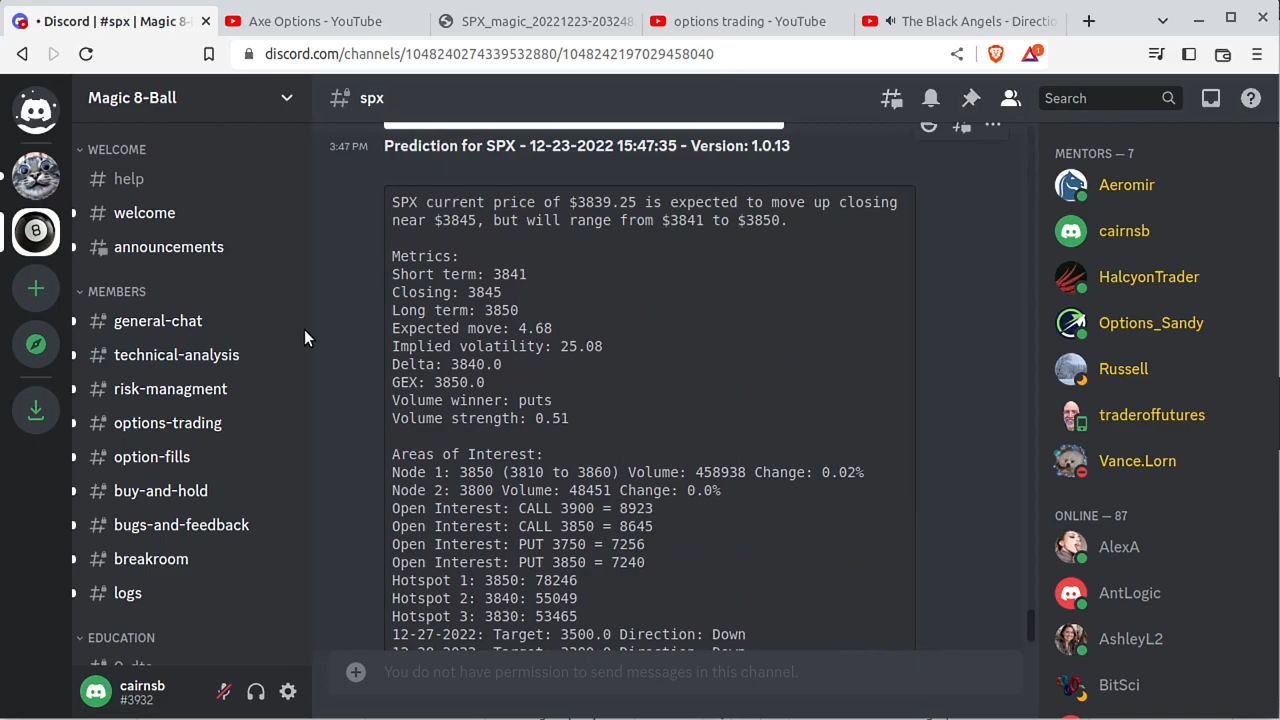 Discord | #spx | Magic 8-
Axe Options - YouTube
SPX_magic_20221223-203248.
options trading - YouTube
The Black Angels - Directio
discord.com/channels/1048240274339532880/1048242197029458040
1
Magic 8-Ball
spx
Search
WELCOME
help
welcome
announcements
MEMBERS
general-chat
technical-analysis
risk-managment
options-trading
option-fills
buy-and-hold
bugs-and-feedback
breakroom
logs
EDUCATION
cairnsb
#3932
3:47 PM
Prediction for SPX - 12-23-2022 15:47:35 - Version: 1.0.13
SPX current price of $3839.25 is expected to move up closing
near $3845, but will range from $3841 to $3850.
Metrics:
Short term: 3841
Closing: 3845
Long term: 3850
Expected move: 4.68
Implied volatility: 25.08
Delta: 3840.0
GEX: 3850.0
Volume winner: puts
Volume strength: 0.51
Areas of Interest:
Node 1: 3850 (3810 to 3860) Volume: 458938 Change: 0.02%
Node 2: 3800 Volume: 48451 Change: 0.0%
Open Interest: CALL 3900 = 8923
Open Interest: CALL 3850 = 8645
Open Interest: PUT 3750 = 7256
Open Interest: PUT 3850 = 7240
Hotspot 1: 3850: 78246
Hotspot 2: 3840: 55049
Hotspot 3: 3830: 53465
12-27-2022: Target: 3500.0 Direction: Down
You do not have permission to send messages in this channel.
MENTORS — 7
Aeromir
cairnsb
HalcyonTrader
Options_Sandy
Russell
traderoffutures
Vance.Lorn
ONLINE — 87
AlexA
AntLogic
AshleyL2
BitSci